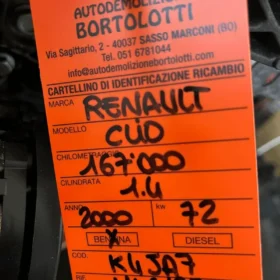 AUTODEMOLIZIONI
BORTOLOTTI
Via Sagittario, 2 - 40037 SASSO MARCONI (BO)
Tel. 051 6781044
info@autodemolizionebortolotti.com
CARTELLINO DI IDENTIFICAZIONE RICAMBIO
MARCA RENAULT
MODELLO CLIO
CHILOMETRA 167'000
CILINDRATA 1.4
ANNO 2000 kw 72
BENZINA DIESEL
COD. K4JA7